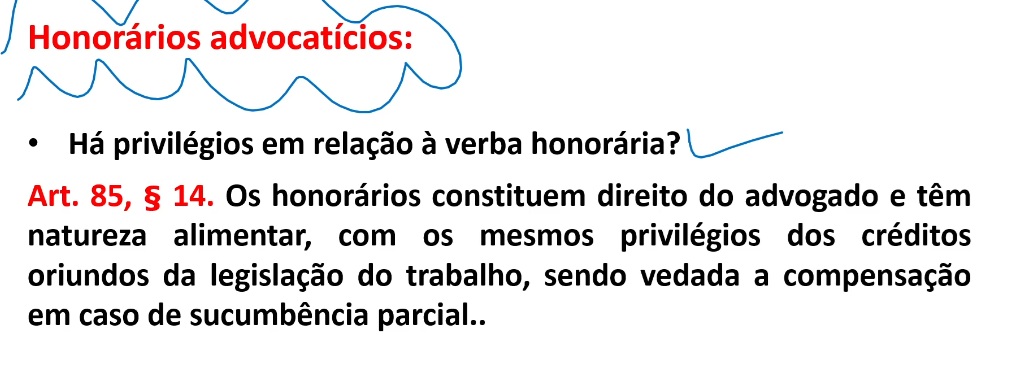 Honorários advocatícios:
• Há privilégios em relação à verba honorária?
Art. 85, § 14. Os honorários constituem direito do advogado e têm
natureza alimentar, com os mesmos privilégios dos créditos
oriundos da legislação do trabalho, sendo vedada a compensação
em caso de sucumbência parcial..